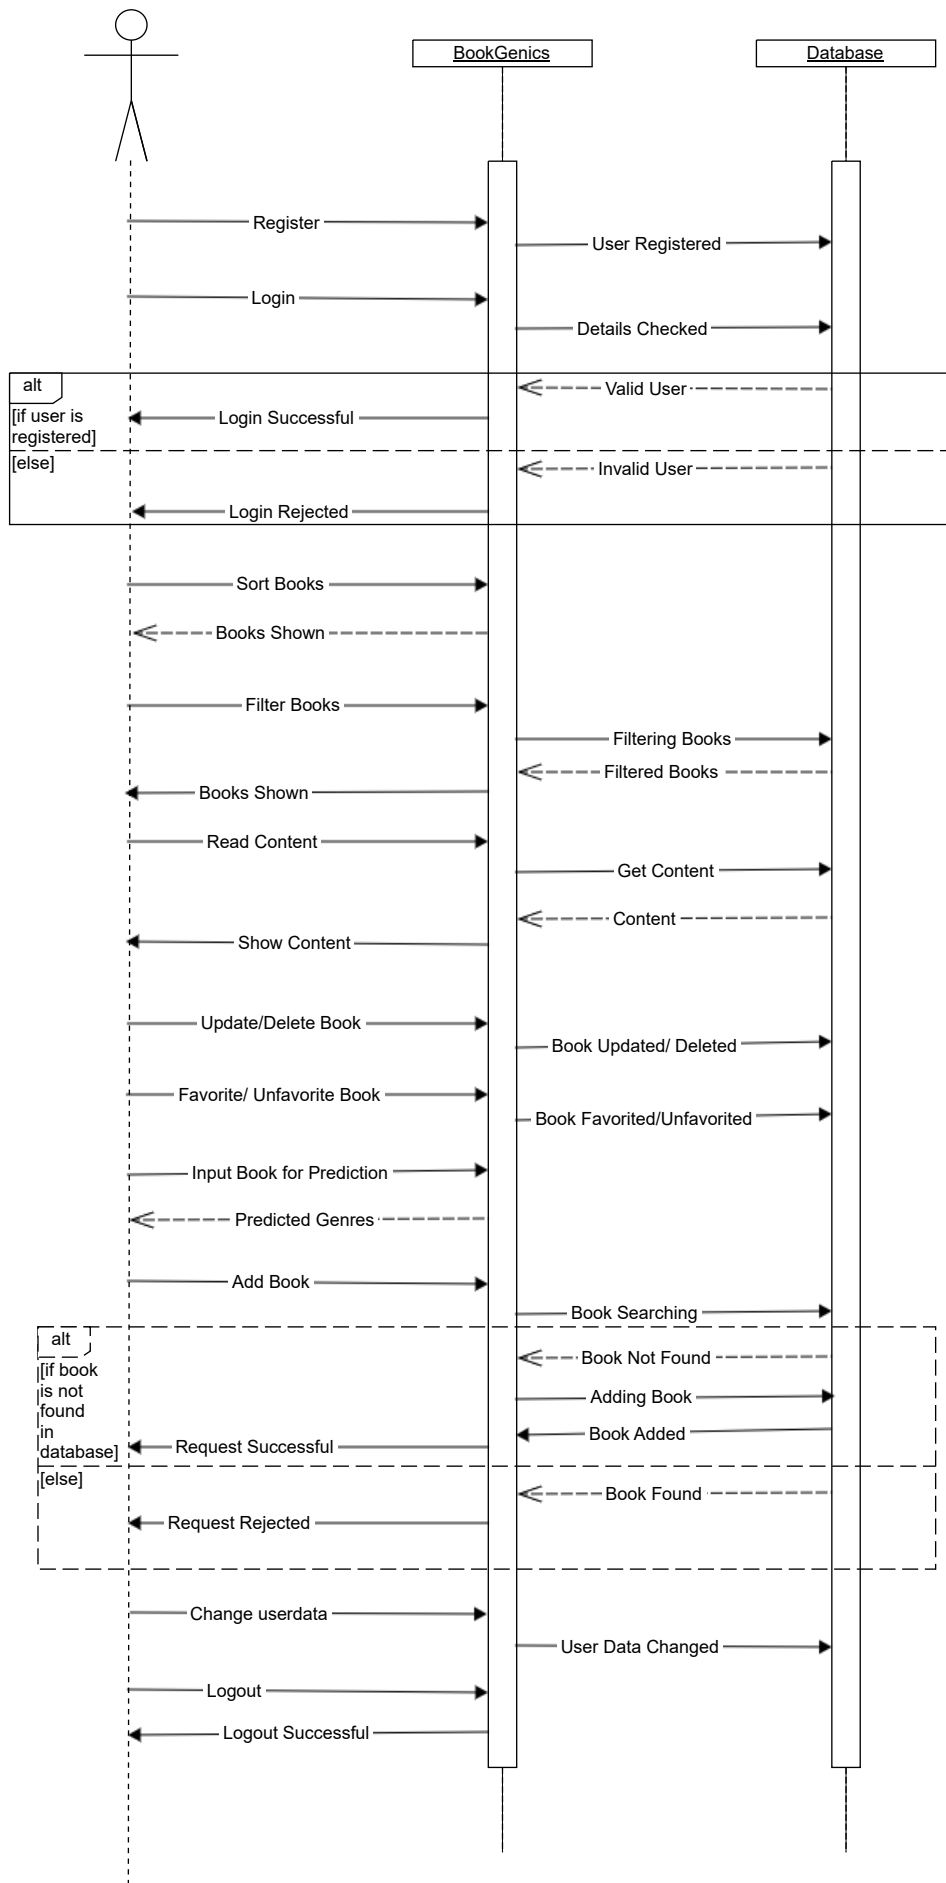 BookGenics
Database
Register
User Registered
Login
Details Checked
alt
Valid User
[if user is
registered]
Login Successful
[else]
Invalid User
Login Rejected
Sort Books
Books Shown
Filter Books
Filtering Books
Filtered Books
Books Shown
Read Content
Get Content
Content
Show Content
Update/Delete Book
Book Updated/ Deleted
Favorite/ Unfavorite Book
Book Favorited/Unfavorited
Input Book for Prediction
Predicted Genres
Add Book
Book Searching
alt
Book Not Found
[if book
is not
found
in
database]
Adding Book
Book Added
Request Successful
[else]
Book Found
Request Rejected
Change userdata
User Data Changed
Logout
Logout Successful